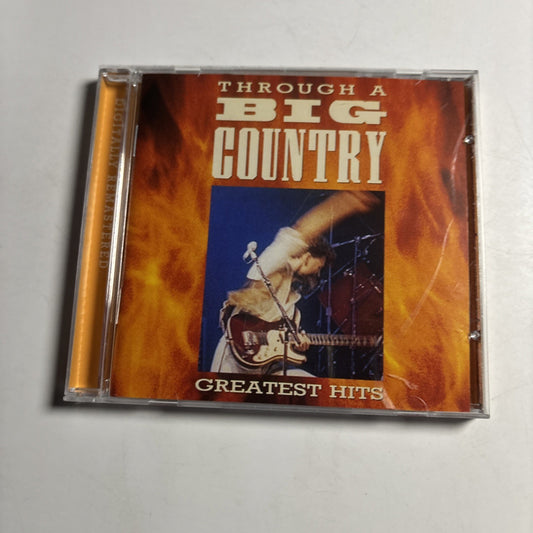 THROUGH A
BIG
COUNTRY
GREATEST HITS
DIGITALLY REMASTERED